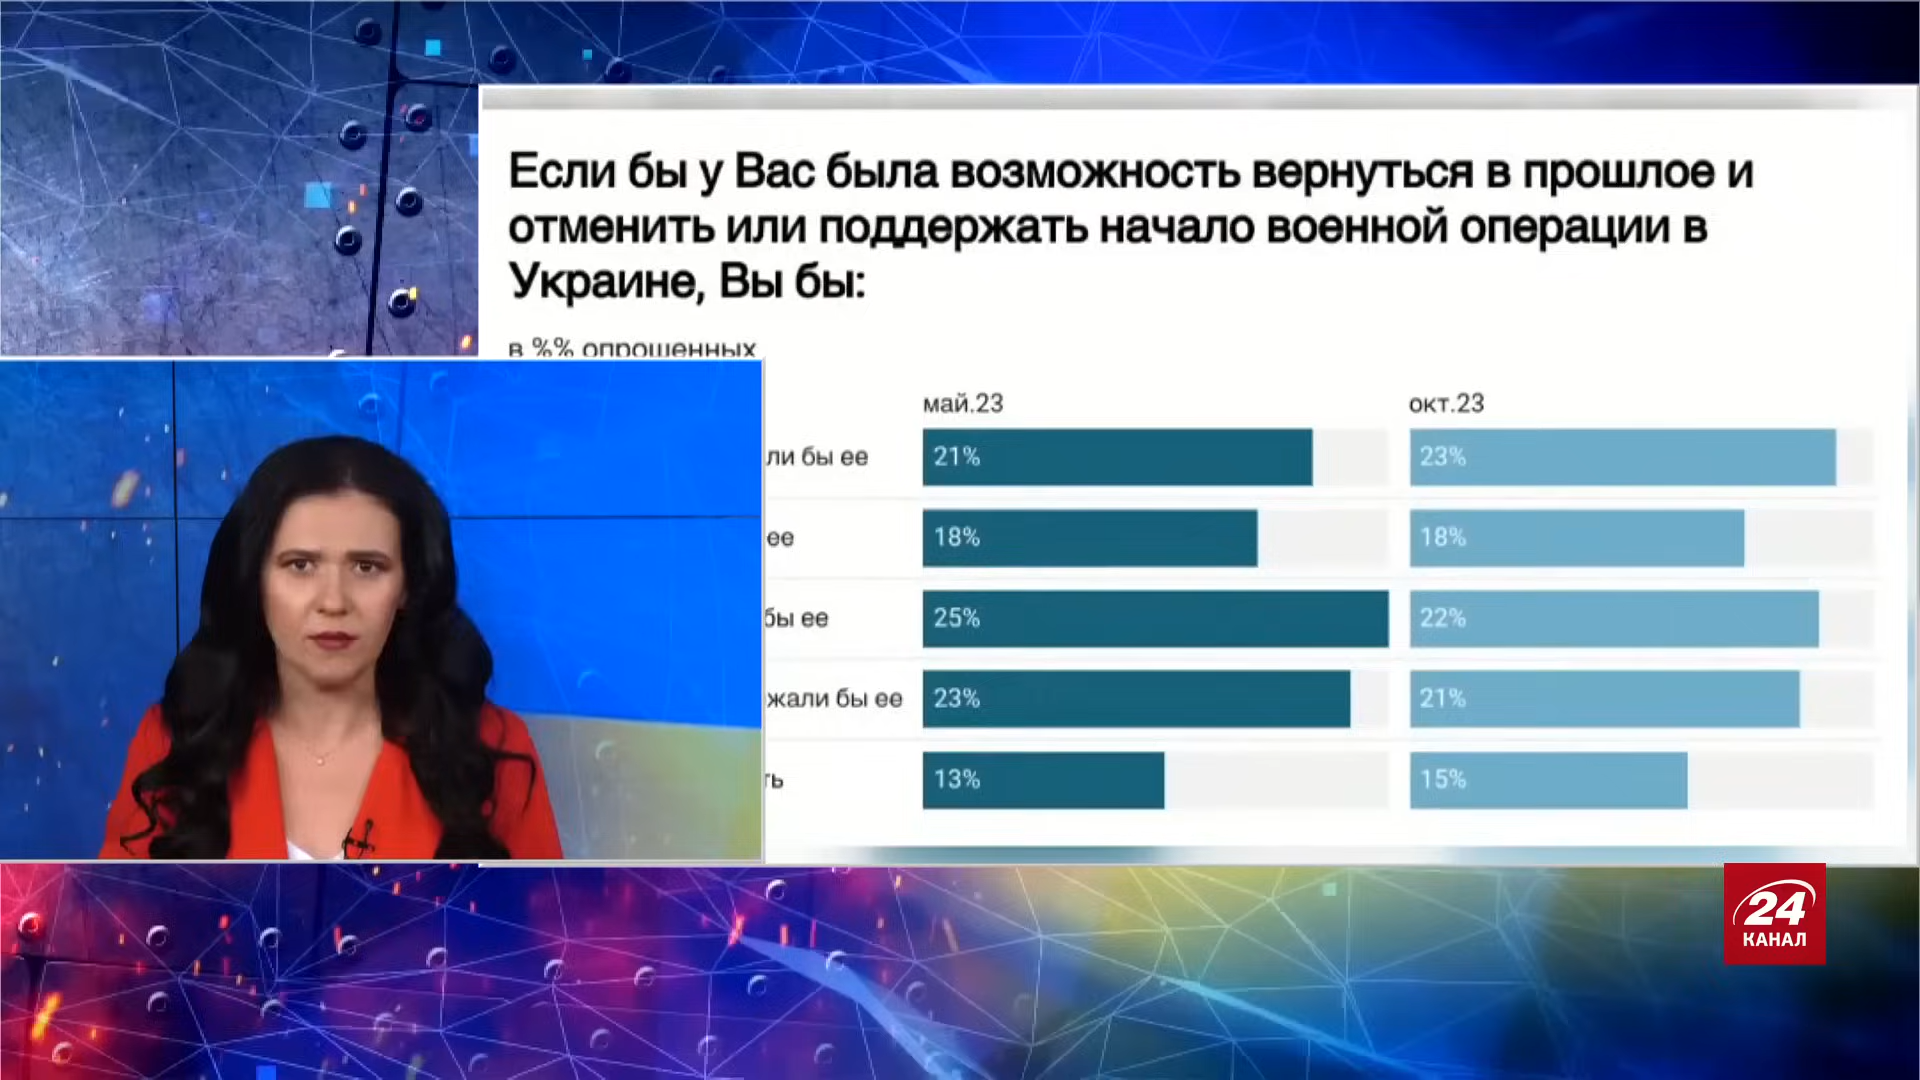 Если бы у Вас была возможность вернуться в прошлое и
отменить или поддержать начало военной операции в
Украине, Вы бы:
в %% опрошенных
май.23 окт.23
ли бы ее 21% 23%
ее 18% 18%
бы ее 25% 22%
жали бы ее 23% 21%
ть 13% 15%
24
КАНАЛ